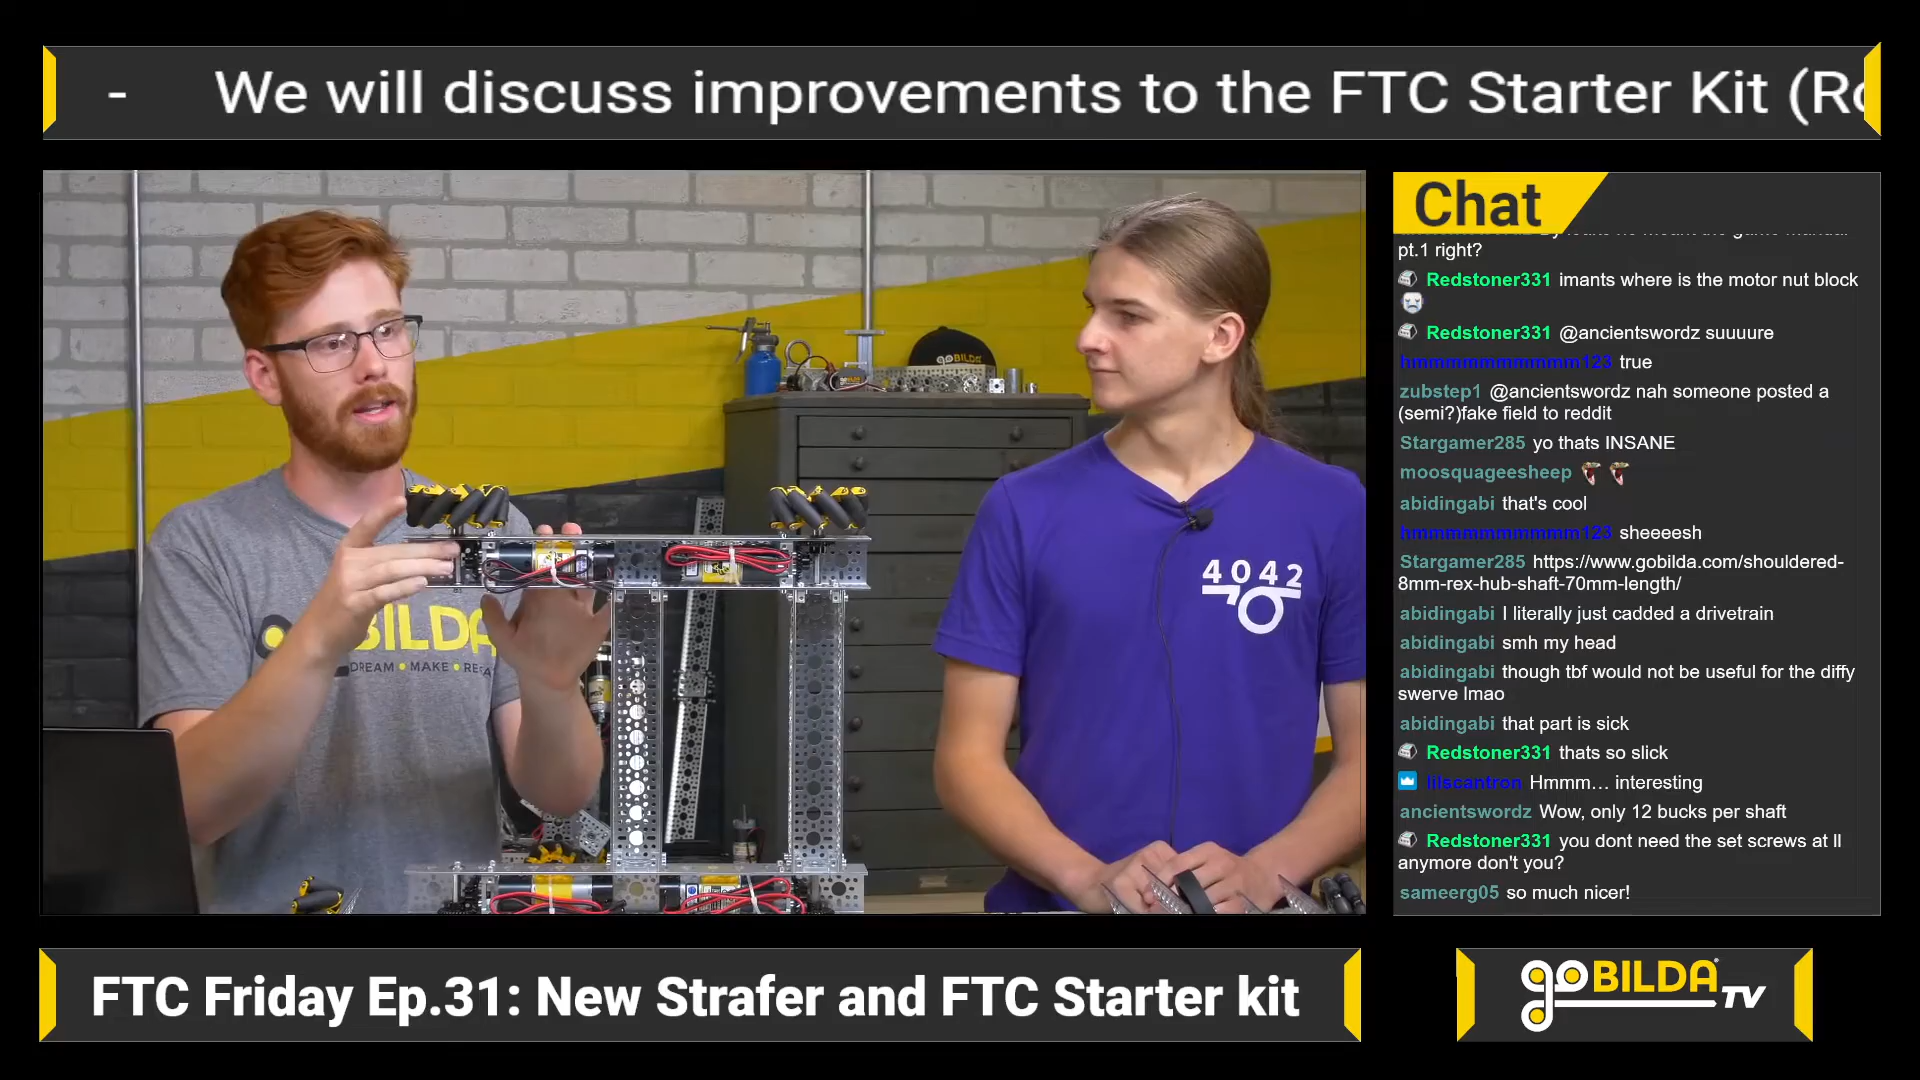 - We will discuss improvements to the FTC Starter Kit (Ro
Chat
pt.1 right?
Redstoner331 imants where is the motor nut block
Redstoner331 @ancientswordz suuuure
hmmmmmmmmmm123 true
zubstep1 @ancientswordz nah someone posted a
(semi?)fake field to reddit
Stargamer285 yo thats INSANE
moosquageesheep
abidingabi that's cool
hmmmmmmmmmm123 sheeeesh
Stargamer285 https://www.gobilda.com/shouldered-
8mm-rex-hub-shaft-70mm-length/
abidingabi I literally just cadded a drivetrain
abidingabi smh my head
abidingabi though tbf would not be useful for the diffy
swerve lmao
abidingabi that part is sick
Redstoner331 thats so slick
lilscantron Hmmm… interesting
ancientswordz Wow, only 12 bucks per shaft
Redstoner331 you dont need the set screws at ll
anymore don't you?
sameerg05 so much nicer!
goBILDA
BILDA
DREAM • MAKE •
4042
FTC Friday Ep.31: New Strafer and FTC Starter kit
goBILDA TV